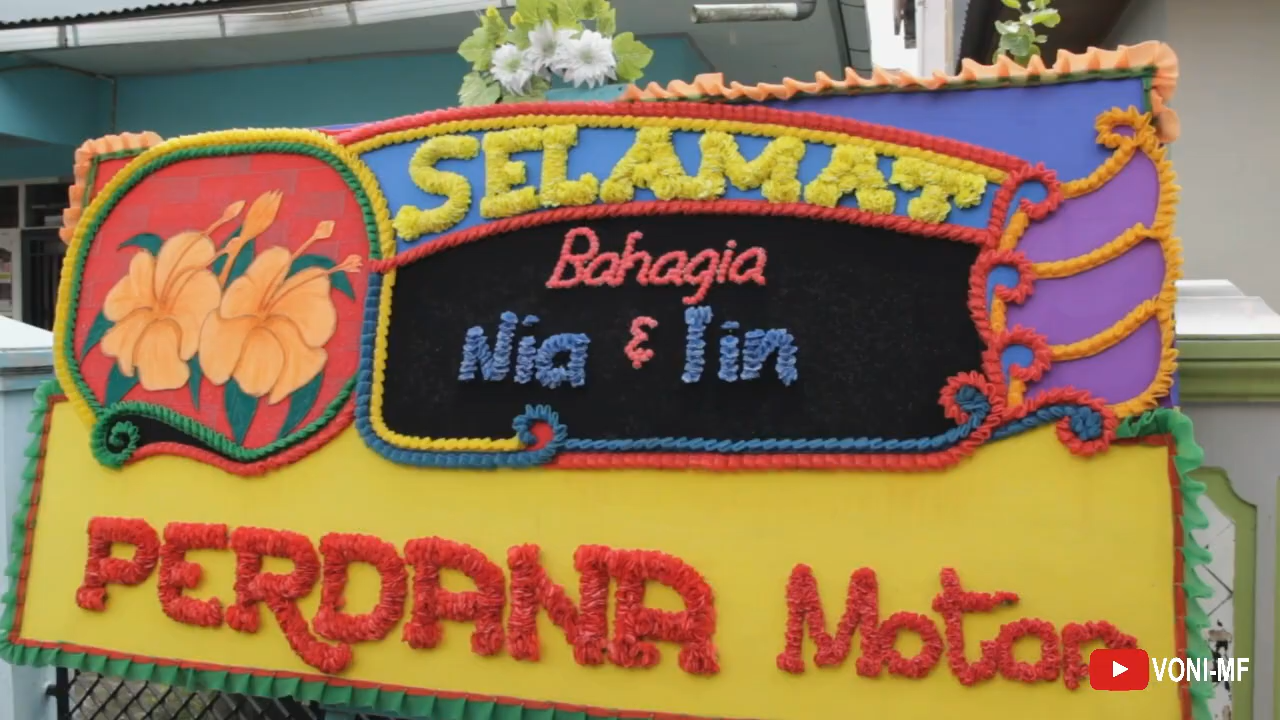 SELAMAT
Bahagia
Nia & Iin
PERDANA Motor
VONI-MF